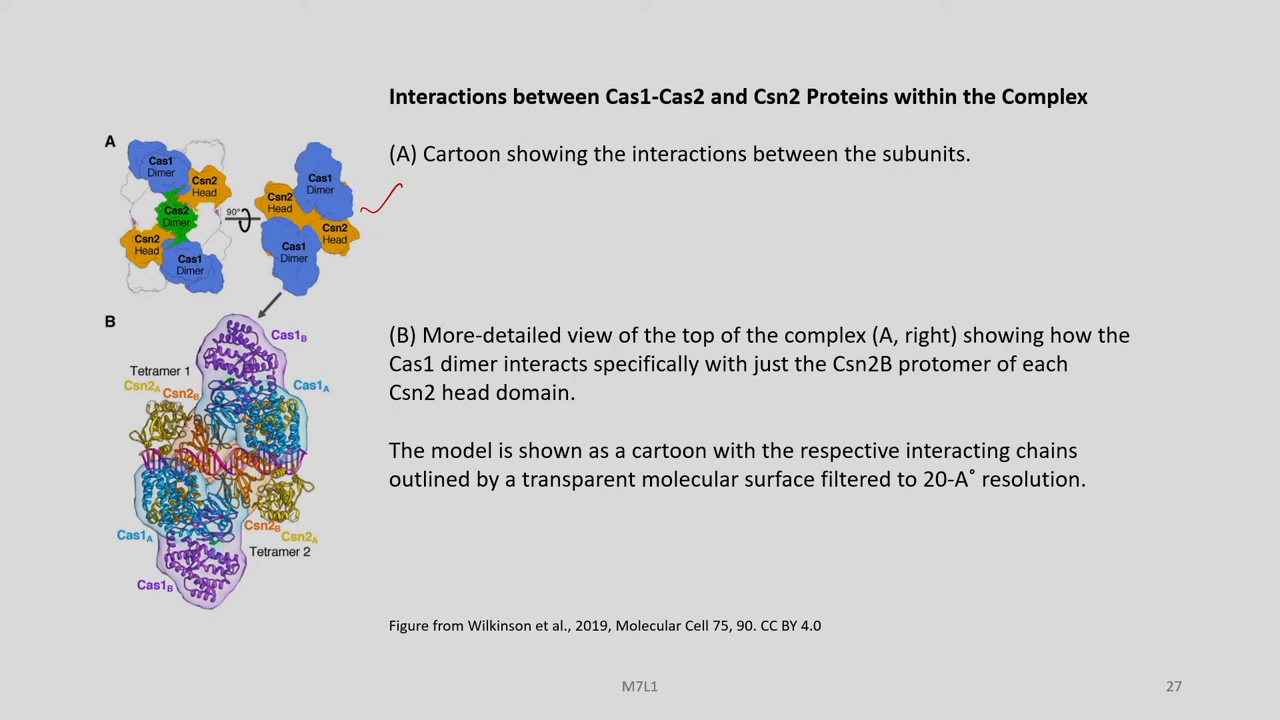 Interactions between Cas1-Cas2 and Csn2 Proteins within the Complex
A
Cas1
Dimer
Csn2
Head
Cas2
Dimer
Csn2
Head
Cas1
Dimer
90°
Cas1
Dimer
Csn2
Head
Csn2
Head
Cas1
Dimer
(A) Cartoon showing the interactions between the subunits.
B
Cas1B
Tetramer 1
Csn2A
Csn2B
Cas1A
Cas1A
Csn2B
Csn2A
Tetramer 2
Cas1B
(B) More-detailed view of the top of the complex (A, right) showing how the
Cas1 dimer interacts specifically with just the Csn2B protomer of each
Csn2 head domain.
The model is shown as a cartoon with the respective interacting chains
outlined by a transparent molecular surface filtered to 20-A˚ resolution.
Figure from Wilkinson et al., 2019, Molecular Cell 75, 90. CC BY 4.0
M7L1
27